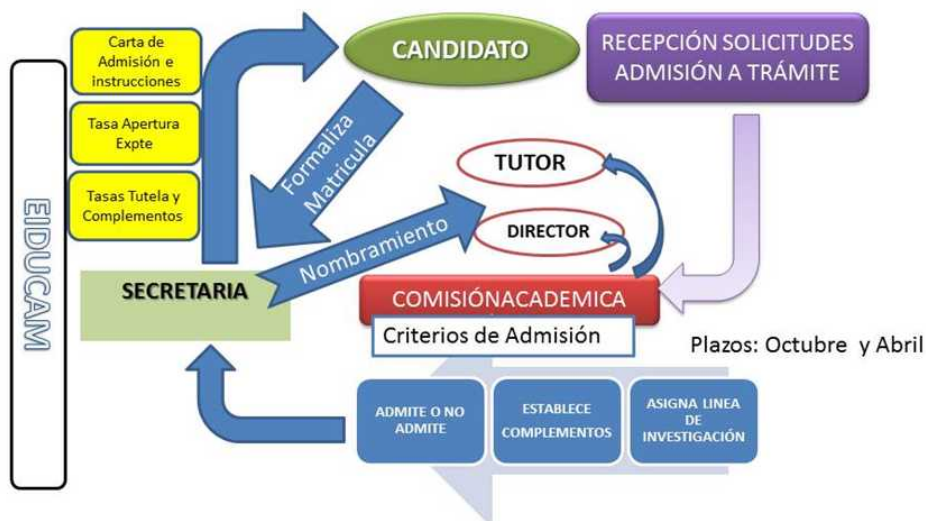 EIDUCAM
Carta de
Admisión e
instrucciones
Tasa Apertura
Expte
Tasas Tutela y
Complementos
CANDIDATO
RECEPCIÓN SOLICITUDES
ADMISIÓN A TRÁMITE
Formaliza
Matricula
TUTOR
DIRECTOR
Nombramiento
SECRETARIA
COMISIÓNACADEMICA
Criterios de Admisión
Plazos: Octubre y Abril
ADMITE O NO
ADMITE
ESTABLECE
COMPLEMENTOS
ASIGNA LINEA
DE
INVESTIGACIÓN